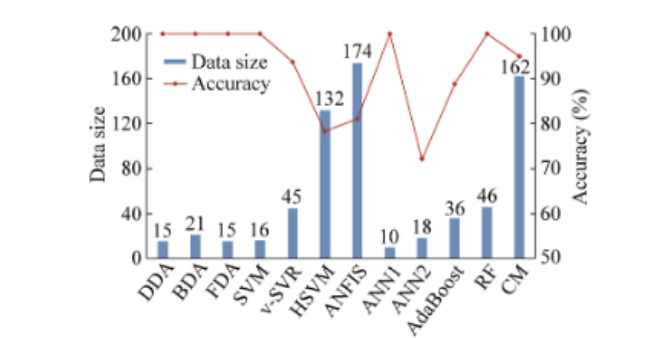 200
160
120
80
40
0
Data size
100
90
80
70
60
50
Accuracy (%)
Data size
Accuracy
15
21
15
16
45
132
174
10
18
36
46
162
DDA
BDA
FDA
SVM
v-SVR
HSVM
ANFIS
ANN1
ANN2
AdaBoost
RF
CM